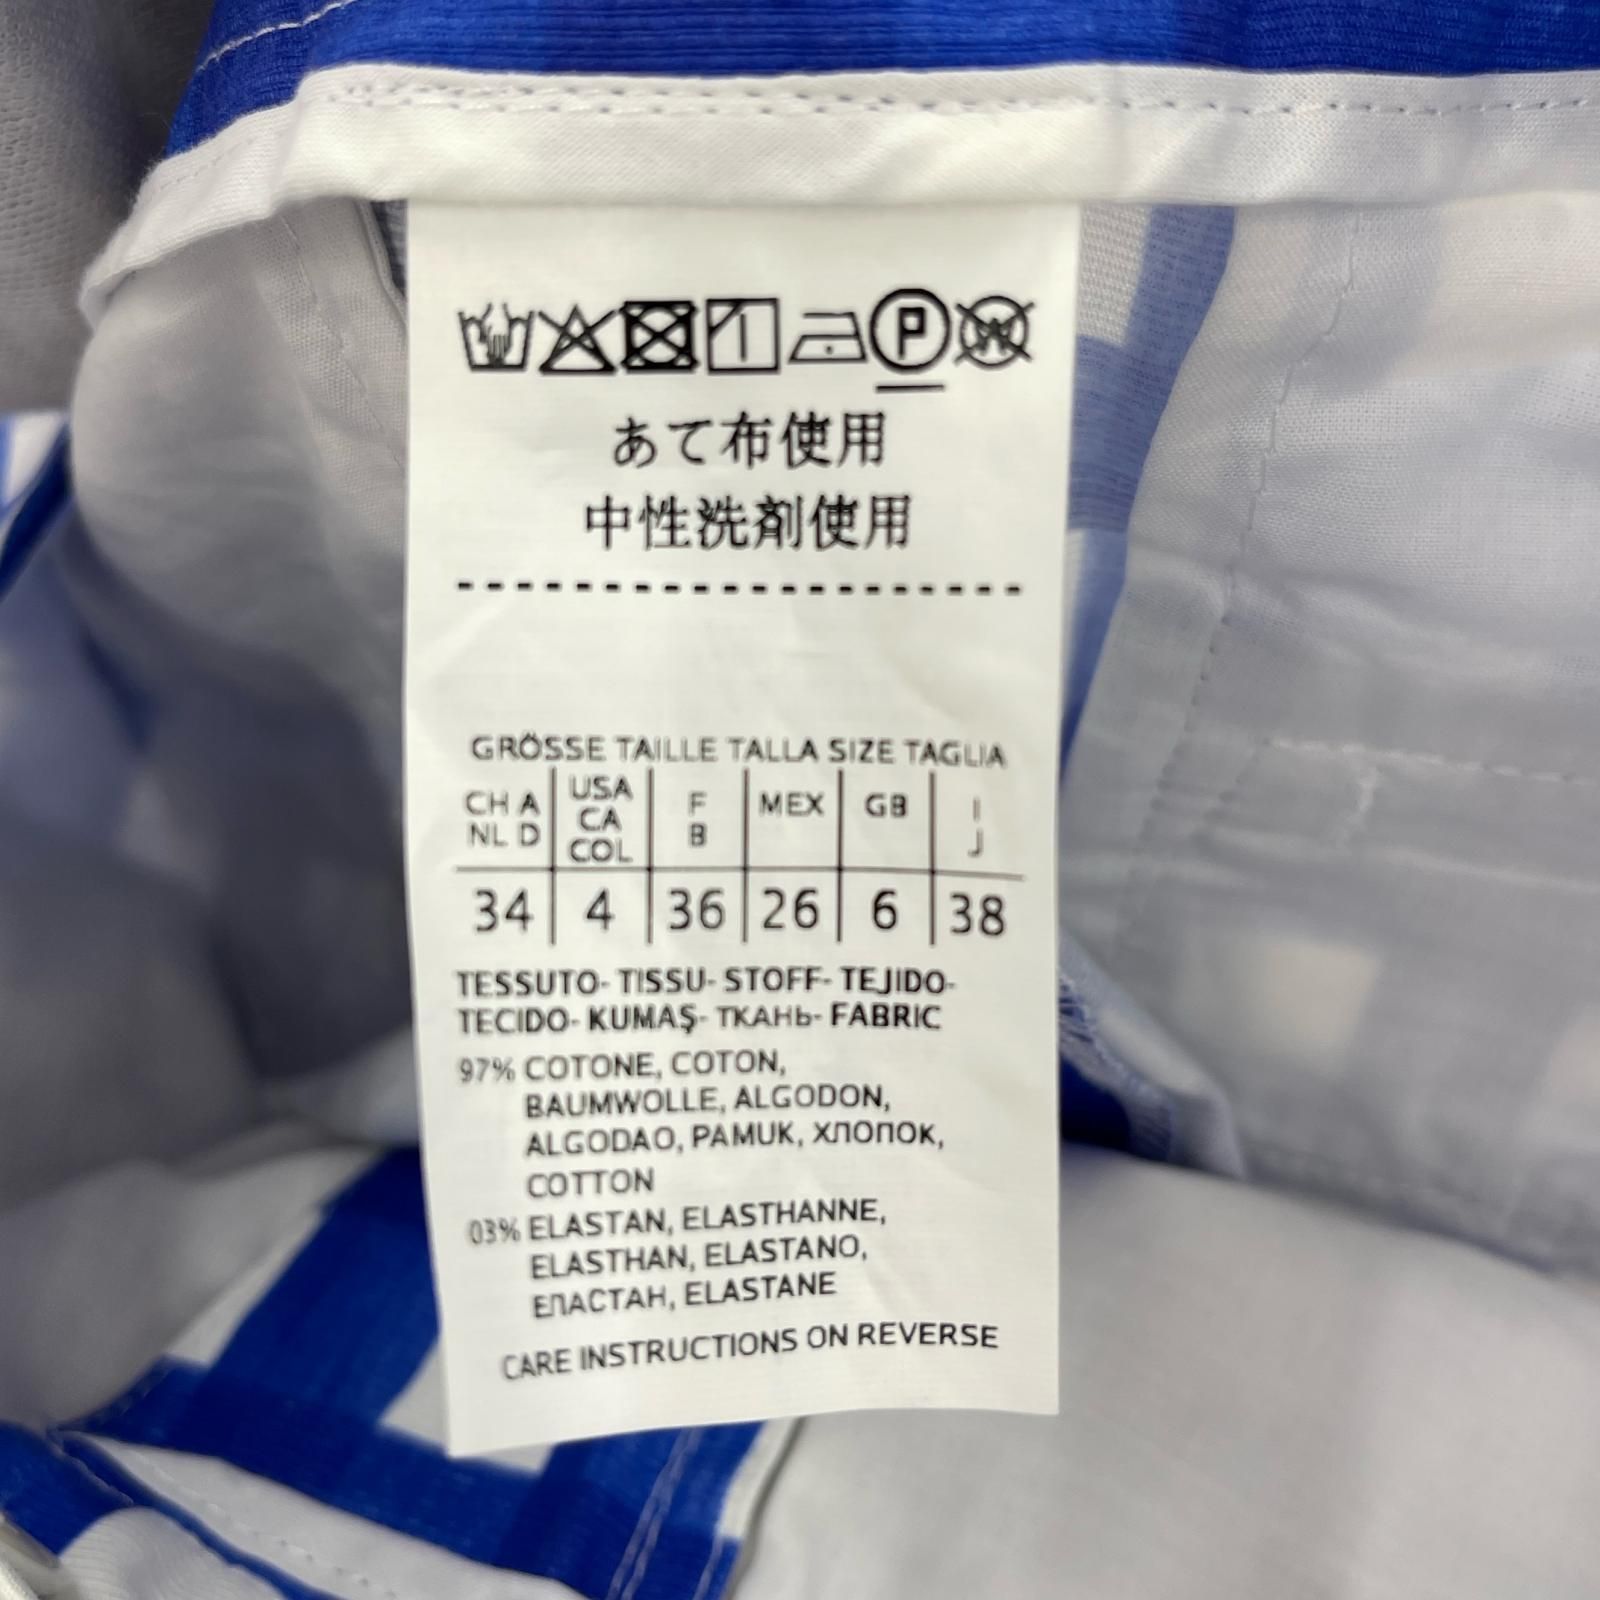 P W
あて布使用
中性洗剤使用
GRÖSSE TAILLE TALLA SIZE TAGLIA
CH A USA F MEX GB I
NL D CA B J
COL
34 4 36 26 6 38
TESSUTO- TISSU- STOFF- TEJIDO-
TECIDO- KUMAŞ- ТКАНЬ- FABRIC
97% COTONE, COTON,
BAUMWOLLE, ALGODON,
ALGODAO, PAMUK, ХЛОПОК,
COTTON
03% ELASTAN, ELASTHANNE,
ELASTHAN, ELASTANO,
ЕЛАСТАН, ELASTANE
CARE INSTRUCTIONS ON REVERSE